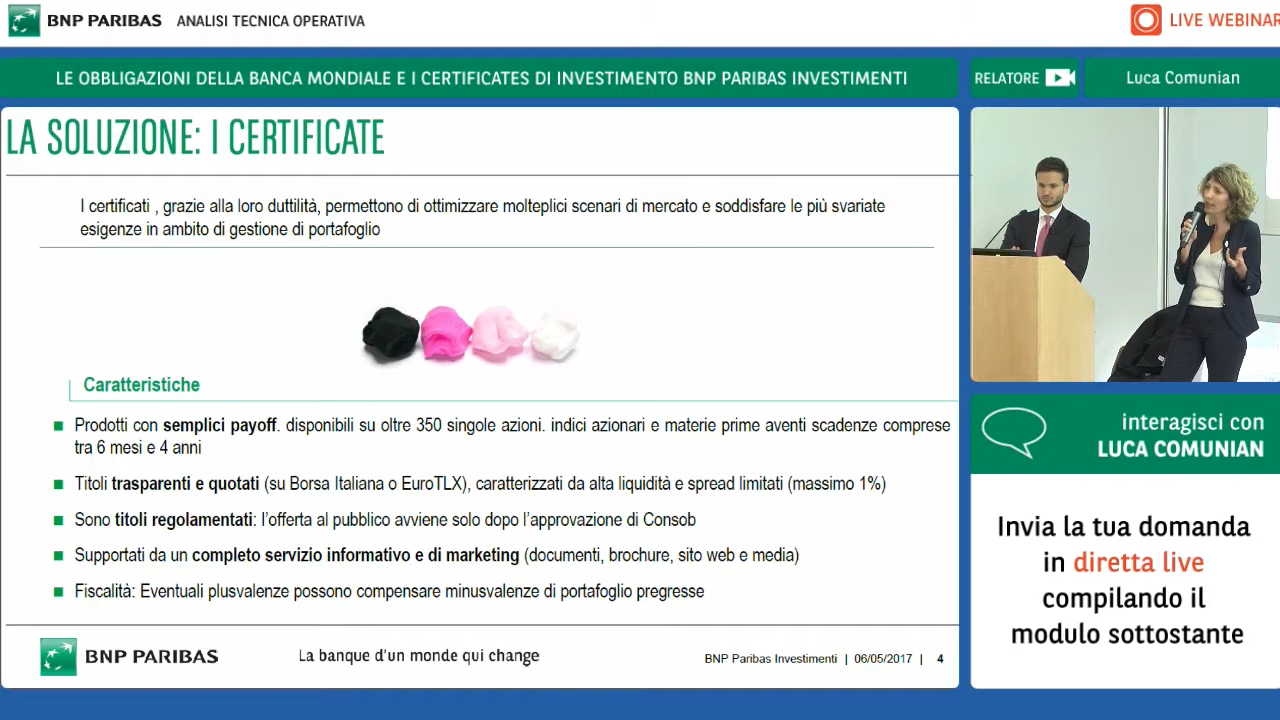 BNP PARIBAS ANALISI TECNICA OPERATIVA
LIVE WEBINAR
LE OBBLIGAZIONI DELLA BANCA MONDIALE E I CERTIFICATES DI INVESTIMENTO BNP PARIBAS INVESTIMENTI
RELATORE
Luca Comunian
LA SOLUZIONE: I CERTIFICATE
I certificati , grazie alla loro duttilità, permettono di ottimizzare molteplici scenari di mercato e soddisfare le più svariate
esigenze in ambito di gestione di portafoglio
Caratteristiche
Prodotti con semplici payoff. disponibili su oltre 350 singole azioni. indici azionari e materie prime aventi scadenze comprese
tra 6 mesi e 4 anni
Titoli trasparenti e quotati (su Borsa Italiana o EuroTLX), caratterizzati da alta liquidità e spread limitati (massimo 1%)
Sono titoli regolamentati: l'offerta al pubblico avviene solo dopo l'approvazione di Consob
Supportati da un completo servizio informativo e di marketing (documenti, brochure, sito web e media)
Fiscalità: Eventuali plusvalenze possono compensare minusvalenze di portafoglio pregresse
BNP PARIBAS
La banque d'un monde qui change
BNP Paribas Investimenti | 06/05/2017 | 4
interagisci con
LUCA COMUNIAN
Invia la tua domanda
in diretta live
compilando il
modulo sottostante